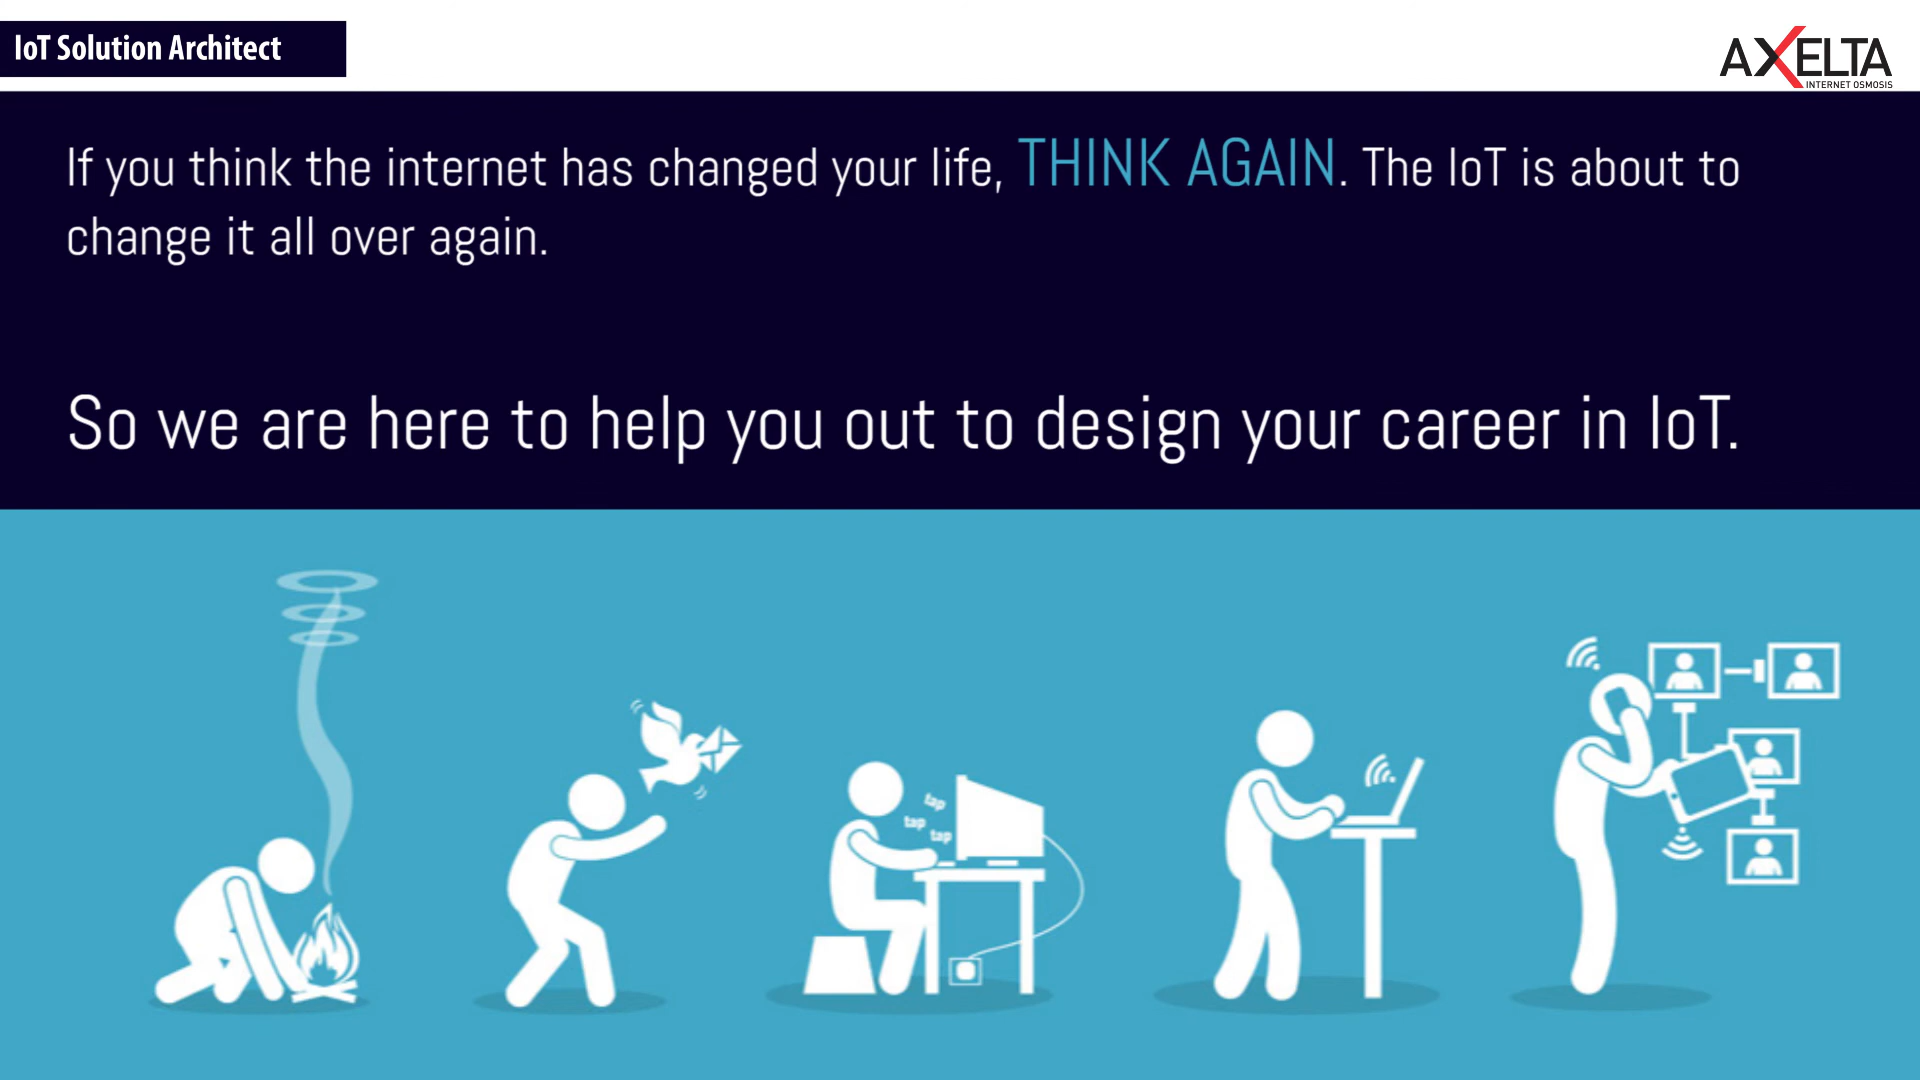 IoT Solution Architect
AXELTA
INTERNET OSMOSIS
If you think the internet has changed your life, THINK AGAIN. The IoT is about to
change it all over again.
So we are here to help you out to design your career in IoT.
tap
tap
tap